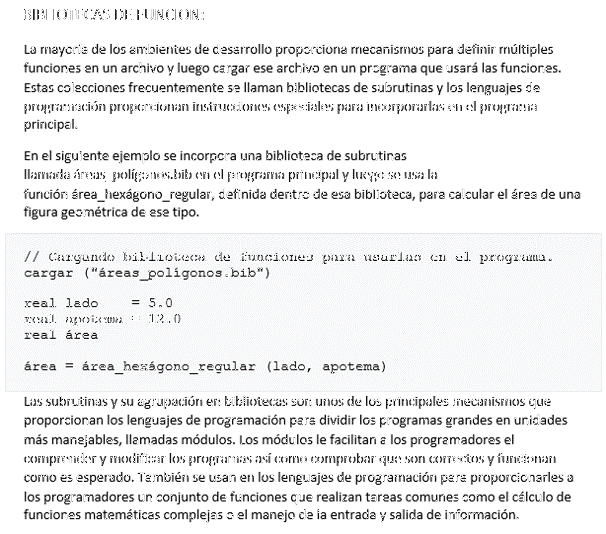 BIBLIOTECAS DE FUNCION:
La mayoría de los ambientes de desarrollo proporciona mecanismos para definir múltiples
funciones en un archivo y luego cargar ese archivo en un programa que usará las funciones.
Estas colecciones frecuentemente se llaman bibliotecas de subrutinas y los lenguajes de
programación proporcionan instrucciones especiales para incorporarlas en el programa
principal.
En el siguiente ejemplo se incorpora una biblioteca de subrutinas
llamada áreas_polígonos.bib en el programa principal y luego se usa la
función área_hexágono_regular, definida dentro de esa biblioteca, para calcular el área de una
figura geométrica de ese tipo.
// Cargando biblioteca de funciones para usarlas en el programa.
cargar (“áreas_polígonos.bib”)
real lado = 5.0
real apotema = 12.0
real área
área = área_hexágono_regular (lado, apotema)
Las subrutinas y su agrupación en bibliotecas son unos de los principales mecanismos que
proporcionan los lenguajes de programación para dividir los programas grandes en unidades
más manejables, llamadas módulos. Los módulos le facilitan a los programadores el
comprender y modificar los programas así como comprobar que son correctos y funcionan
como es esperado. También se usan en los lenguajes de programación para proporcionarles a
los programadores un conjunto de funciones que realizan tareas comunes como el cálculo de
funciones matemáticas complejas o el manejo de la entrada y salida de información.